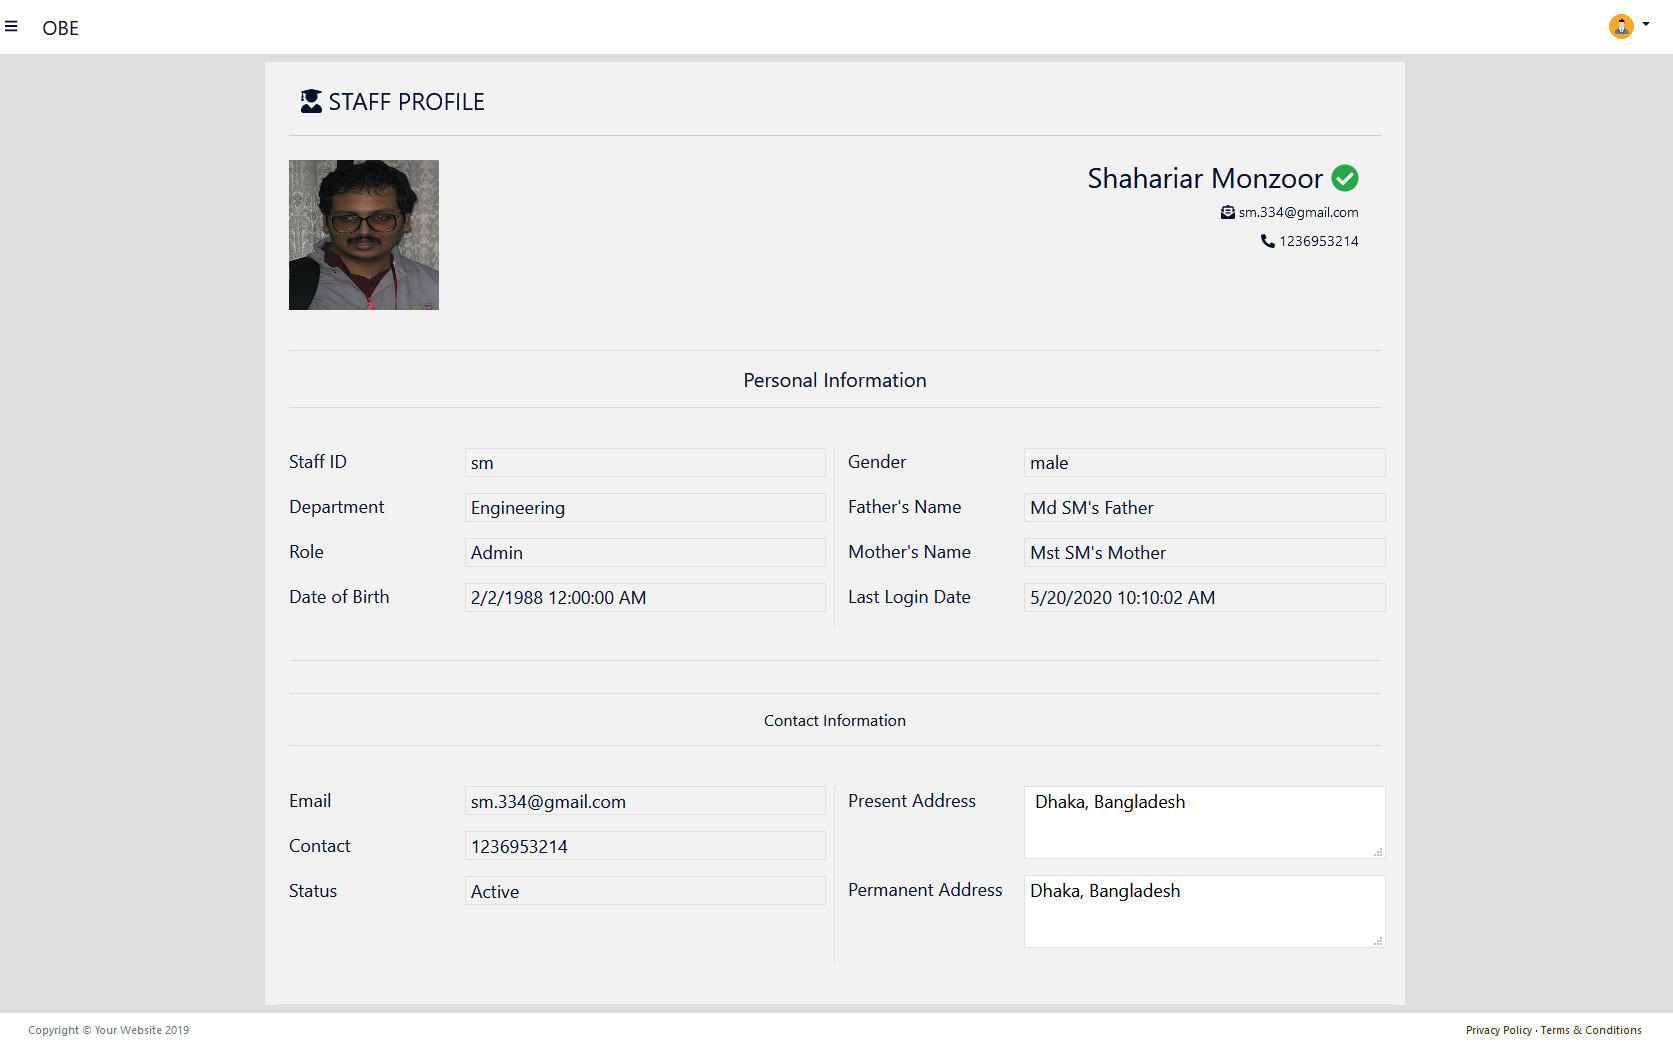 OBE
STAFF PROFILE
Shahariar Monzoor
sm.334@gmail.com
1236953214
Personal Information
Staff ID sm
Gender male
Department Engineering
Father's Name Md SM's Father
Role Admin
Mother's Name Mst SM's Mother
Date of Birth 2/2/1988 12:00:00 AM
Last Login Date 5/20/2020 10:10:02 AM
Contact Information
Email sm.334@gmail.com
Present Address Dhaka, Bangladesh
Contact 1236953214
Status Active
Permanent Address Dhaka, Bangladesh
Copyright © Your Website 2019
Privacy Policy · Terms & Conditions